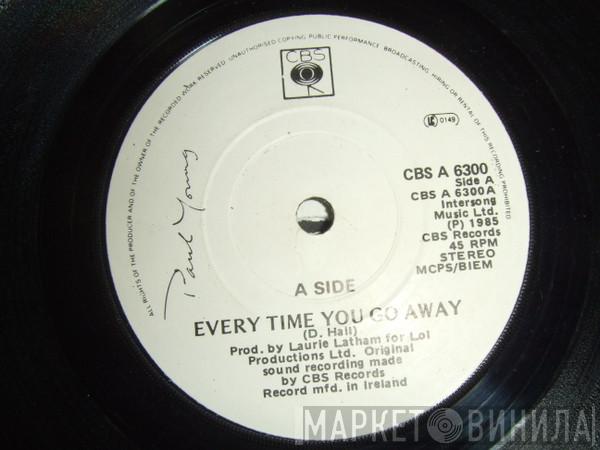 ALL RIGHTS OF THE PRODUCER AND OF THE OWNER OF THE RECORDED WORK RESERVED. UNAUTHORISED COPYING PUBLIC PERFORMANCE BROADCASTING HIRING OR RENTAL OF THIS RECORDING PROHIBITED
CBS
LC 0149
Paul Young
CBS A 6300
Side A
CBS A 6300A
Intersong
Music Ltd.
(P) 1985
CBS Records
45 RPM
STEREO
MCPS/BIEM
A SIDE
EVERY TIME YOU GO AWAY
(D. Hall)
Prod. by Laurie Latham for Lol
Productions Ltd. Original
sound recording made
by CBS Records
Record mfd. in Ireland
МАРКЕТ ВИНИЛА